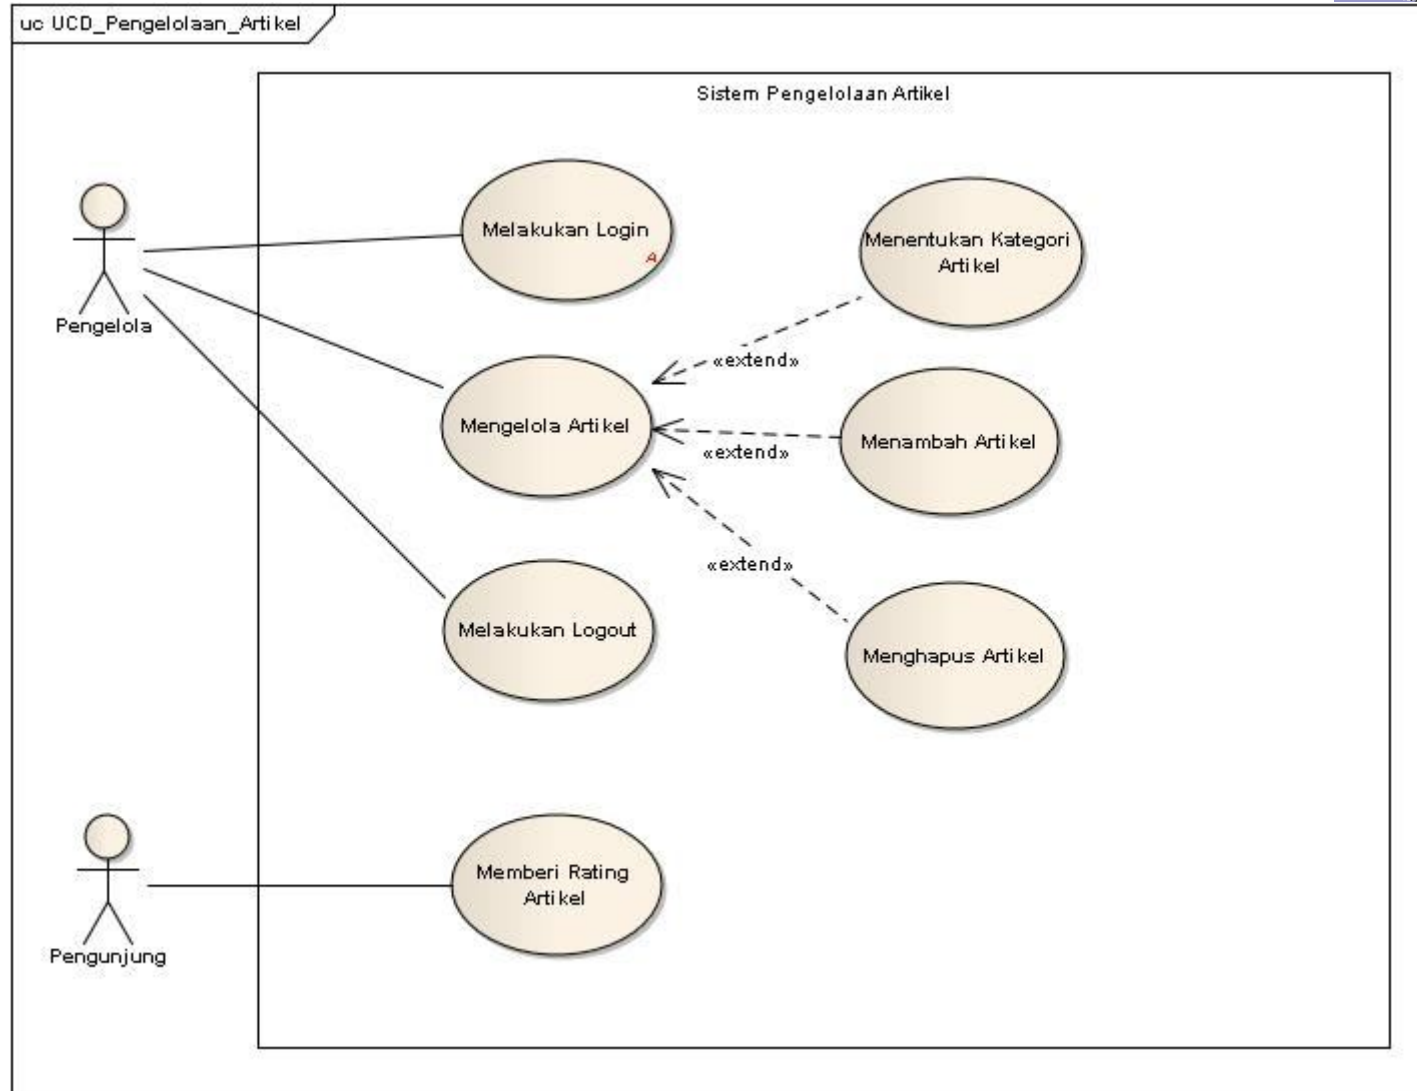 uc UCD_Pengelolaan_Artikel
Sistem Pengelolaan Artikel
Melakukan Login
A
Menentukan Kategori
Artikel
Pengelola
«extend»
Mengelola Artikel
Menambah Artikel
«extend»
«extend»
Melakukan Logout
Menghapus Artikel
Memberi Rating
Artikel
Pengunjung